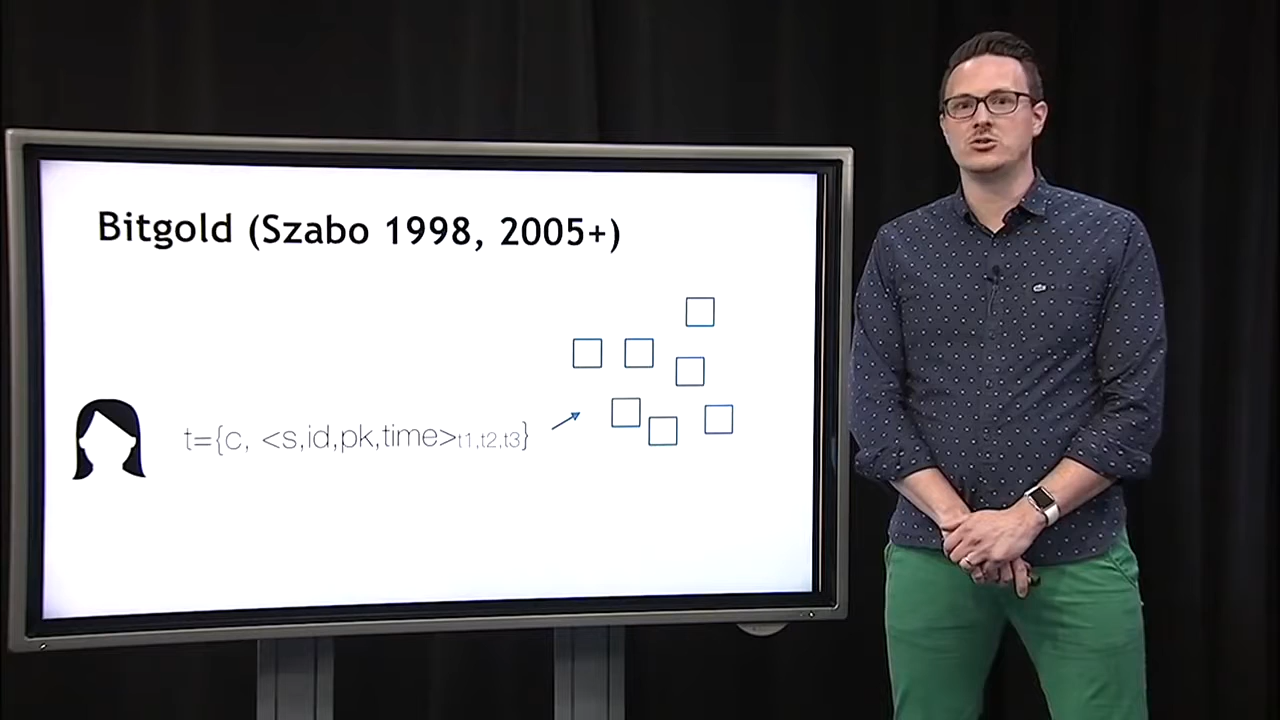 Bitgold (Szabo 1998, 2005+)
t={c, <s,id,pk,time>t1,t2,t3}